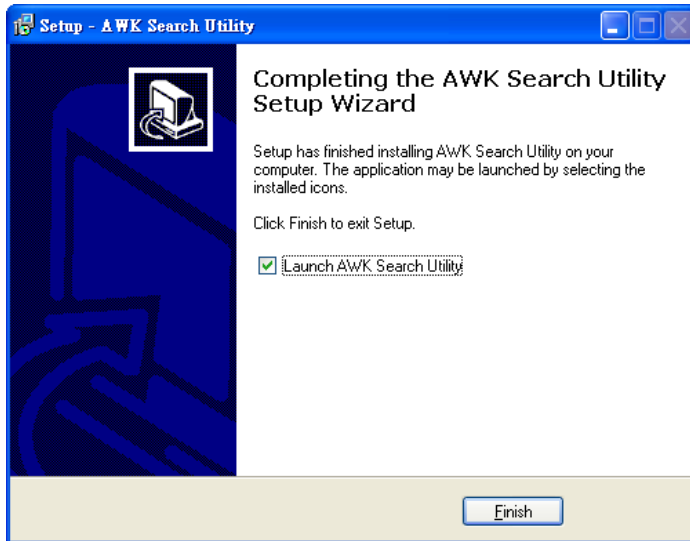 Setup - AWK Search Utility
Completing the AWK Search Utility
Setup Wizard
Setup has finished installing AWK Search Utility on your
computer. The application may be launched by selecting the
installed icons.
Click Finish to exit Setup.
Launch AWK Search Utility
Finish